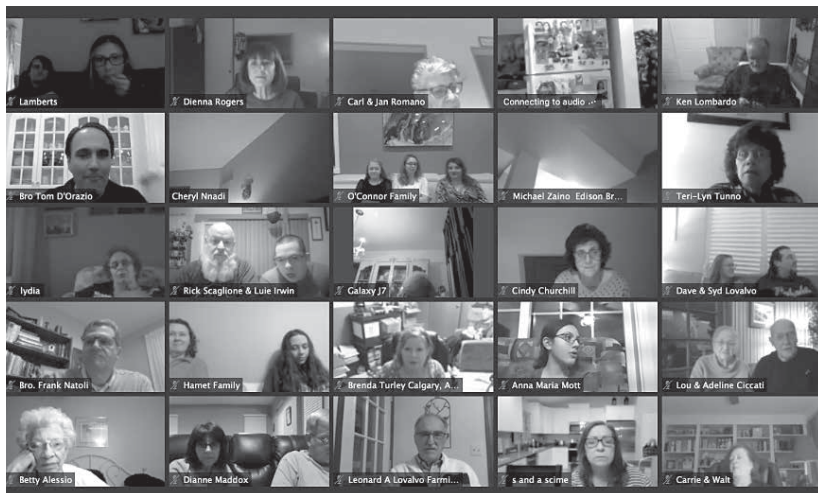 Lamberts
Dienna Rogers
Carl & Jan Romano
Connecting to audio ...
Ken Lombardo
Bro Tom D'Orazio
Cheryl Nnadi
O'Connor Family
Michael Zaino Edison Br...
Teri-Lyn Tunno
lydia
Rick Scaglione & Luie Irwin
Galaxy J7
Cindy Churchill
Dave & Syd Lovalvo
Bro. Frank Natoli
Hamet Family
Brenda Turley Calgary, A...
Anna Maria Mott
Lou & Adeline Ciccati
Betty Alessio
Dianne Maddox
Leonard A Lovalvo Farmi...
s and a scime
Carrie & Walt